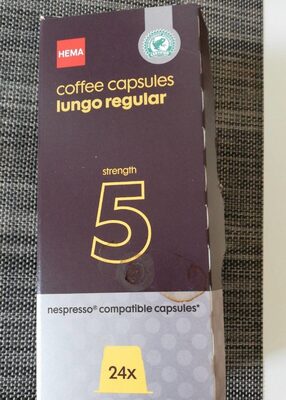 HEMA
coffee capsules
lungo regular
strength
5
nespresso® compatible capsules*
24x